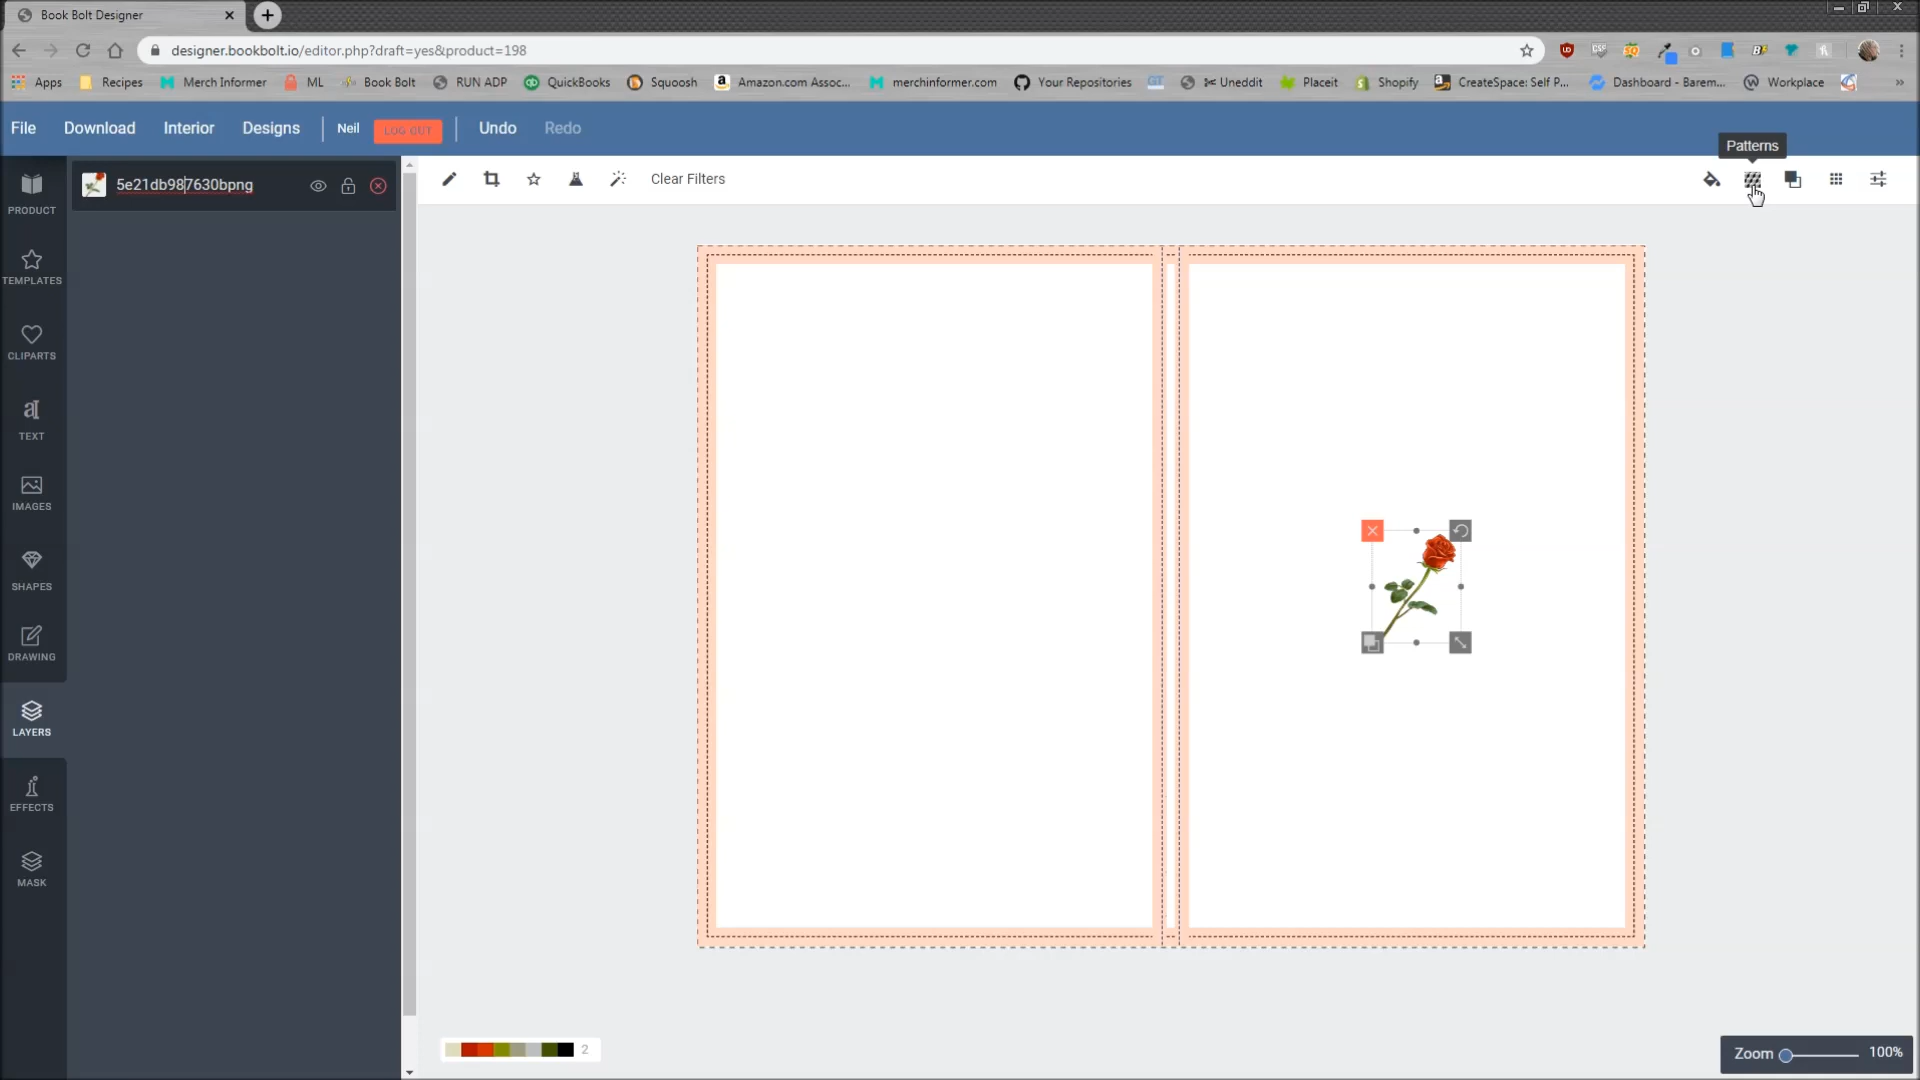 Book Bolt Designer
designer.bookbolt.io/editor.php?draft=yes&product=198
Apps Recipes Merch Informer ML Book Bolt RUN ADP QuickBooks Squoosh Amazon.com Assoc... merchinformer.com Your Repositories GT Uneddit Placeit Shopify CreateSpace: Self P... Dashboard - Barem... Workplace »
File Download Interior Designs Neil LOG OUT Undo Redo
Patterns
5e21db987630bpng
Clear Filters
PRODUCT
TEMPLATES
CLIPARTS
TEXT
IMAGES
SHAPES
DRAWING
LAYERS
EFFECTS
MASK
2
Zoom 100%